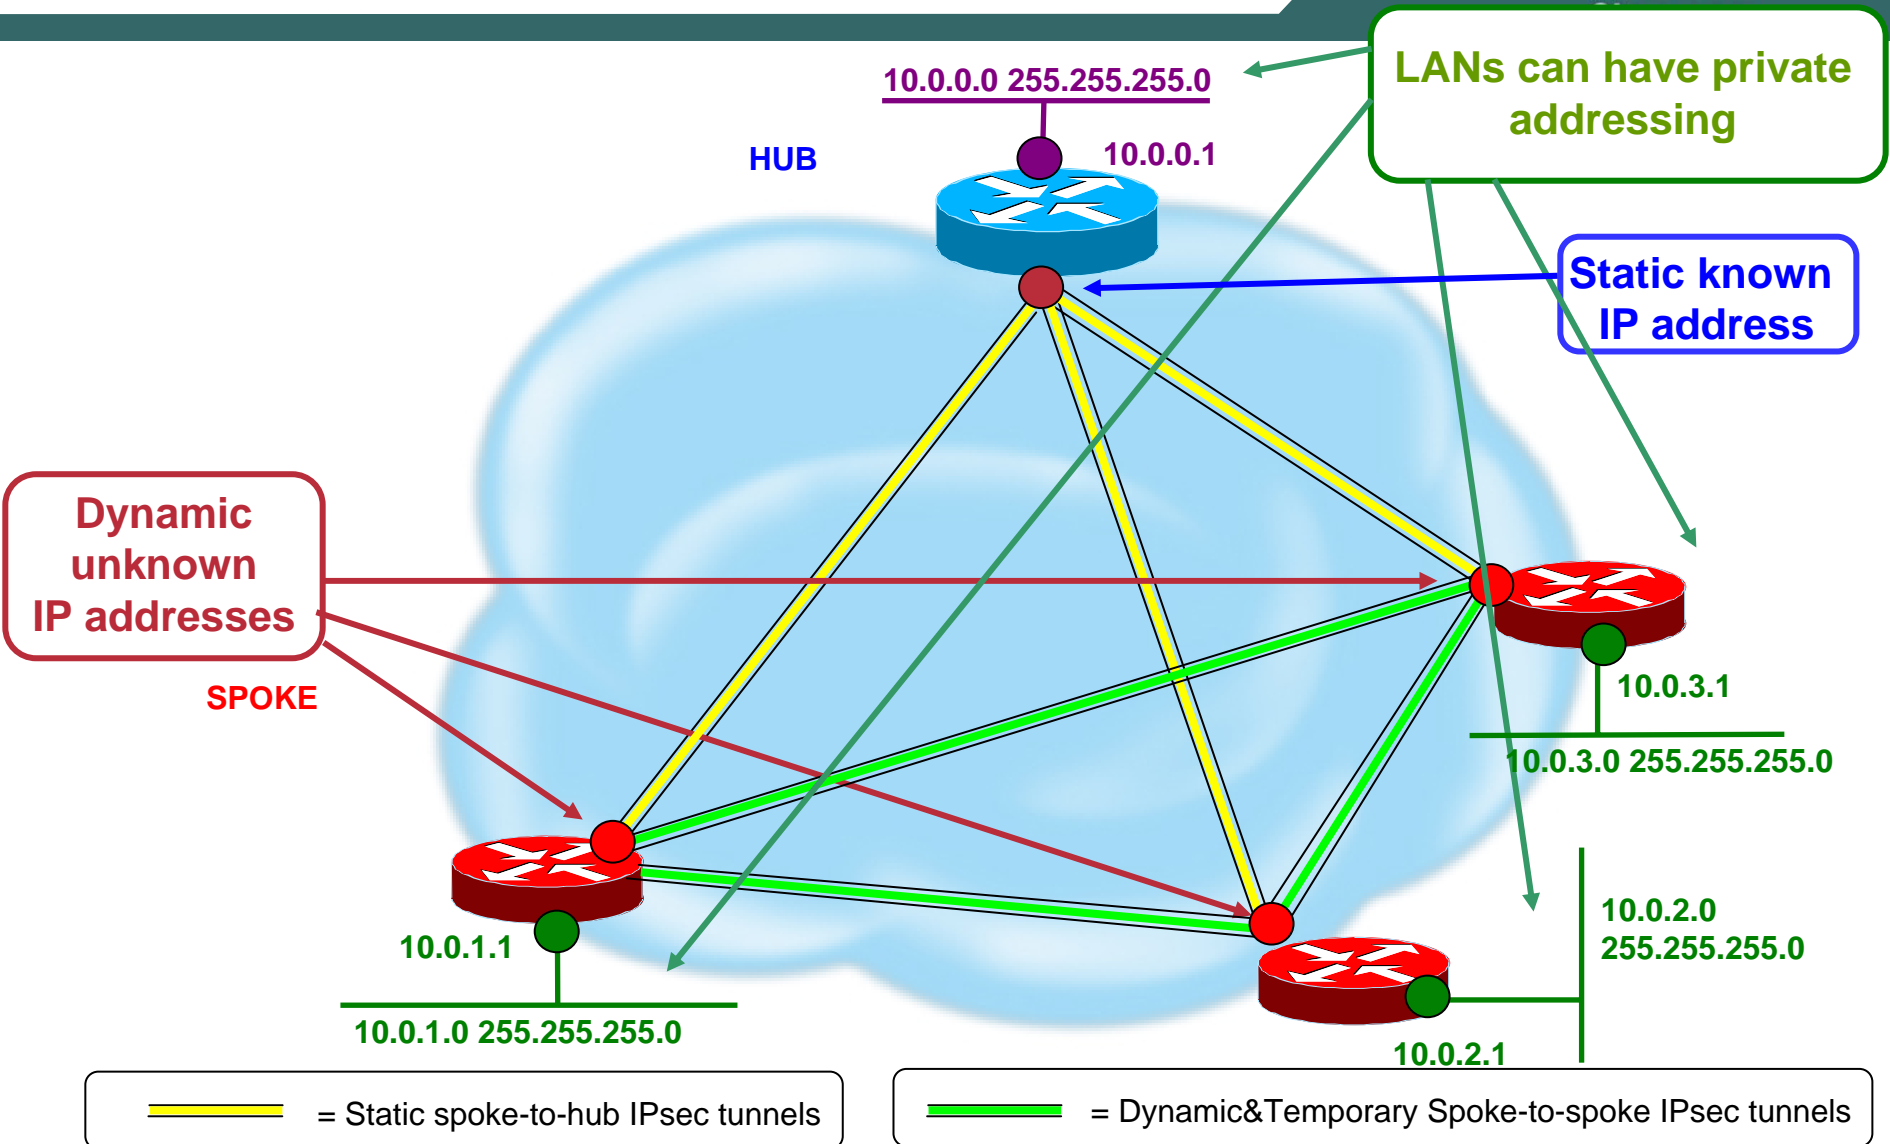 LANs can have private
addressing
10.0.0.0 255.255.255.0
HUB
10.0.0.1
Static known
IP address
Dynamic
unknown
IP addresses
SPOKE
10.0.3.1
10.0.3.0 255.255.255.0
10.0.2.0
255.255.255.0
10.0.1.1
10.0.1.0 255.255.255.0
10.0.2.1
= Static spoke-to-hub IPsec tunnels
= Dynamic&Temporary Spoke-to-spoke IPsec tunnels